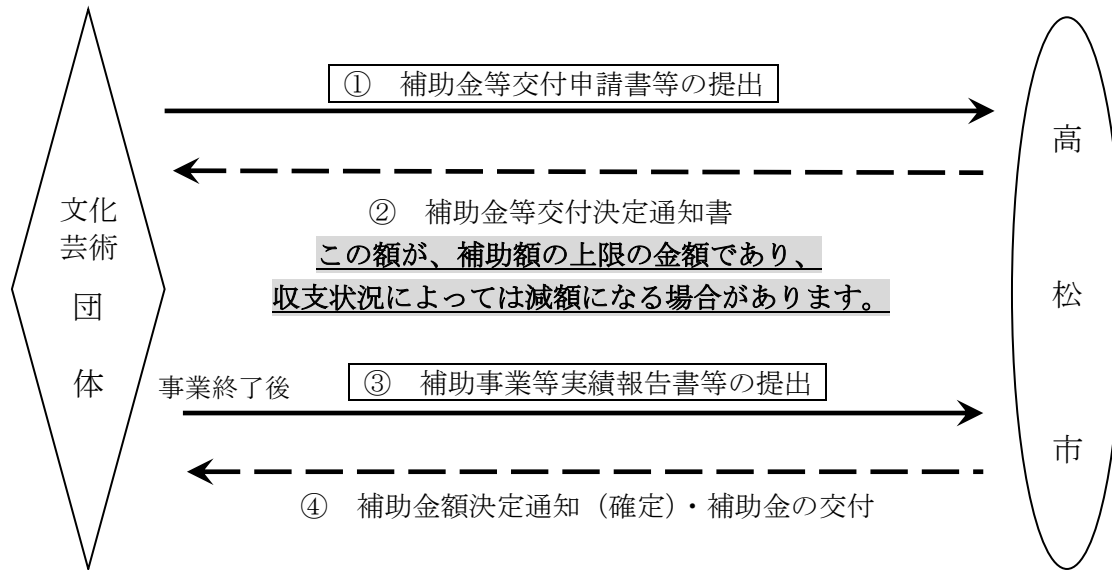 ① 補助金等交付申請書等の提出
高
松
市
文化
芸術
団
体
② 補助金等交付決定通知書
この額が、補助額の上限の金額であり、
収支状況によっては減額になる場合があります。
事業終了後
③ 補助事業等実績報告書等の提出
④ 補助金額決定通知（確定）・補助金の交付